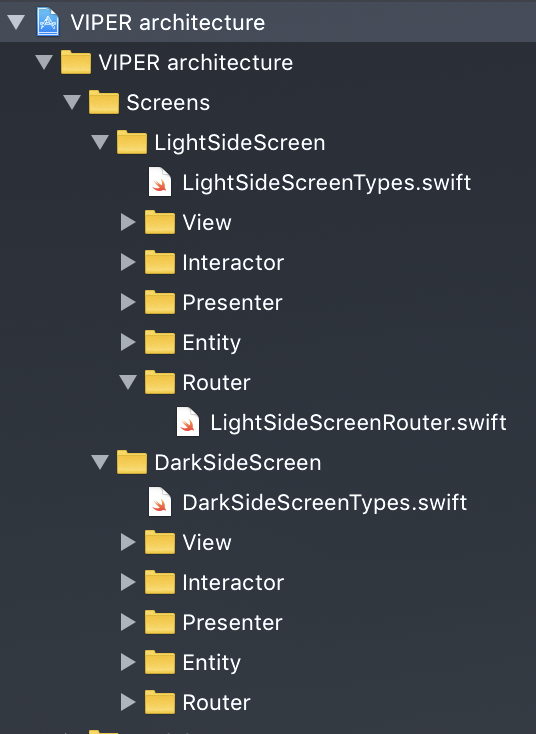 VIPER architecture
VIPER architecture
Screens
LightSideScreen
LightSideScreenTypes.swift
View
Interactor
Presenter
Entity
Router
LightSideScreenRouter.swift
DarkSideScreen
DarkSideScreenTypes.swift
View
Interactor
Presenter
Entity
Router